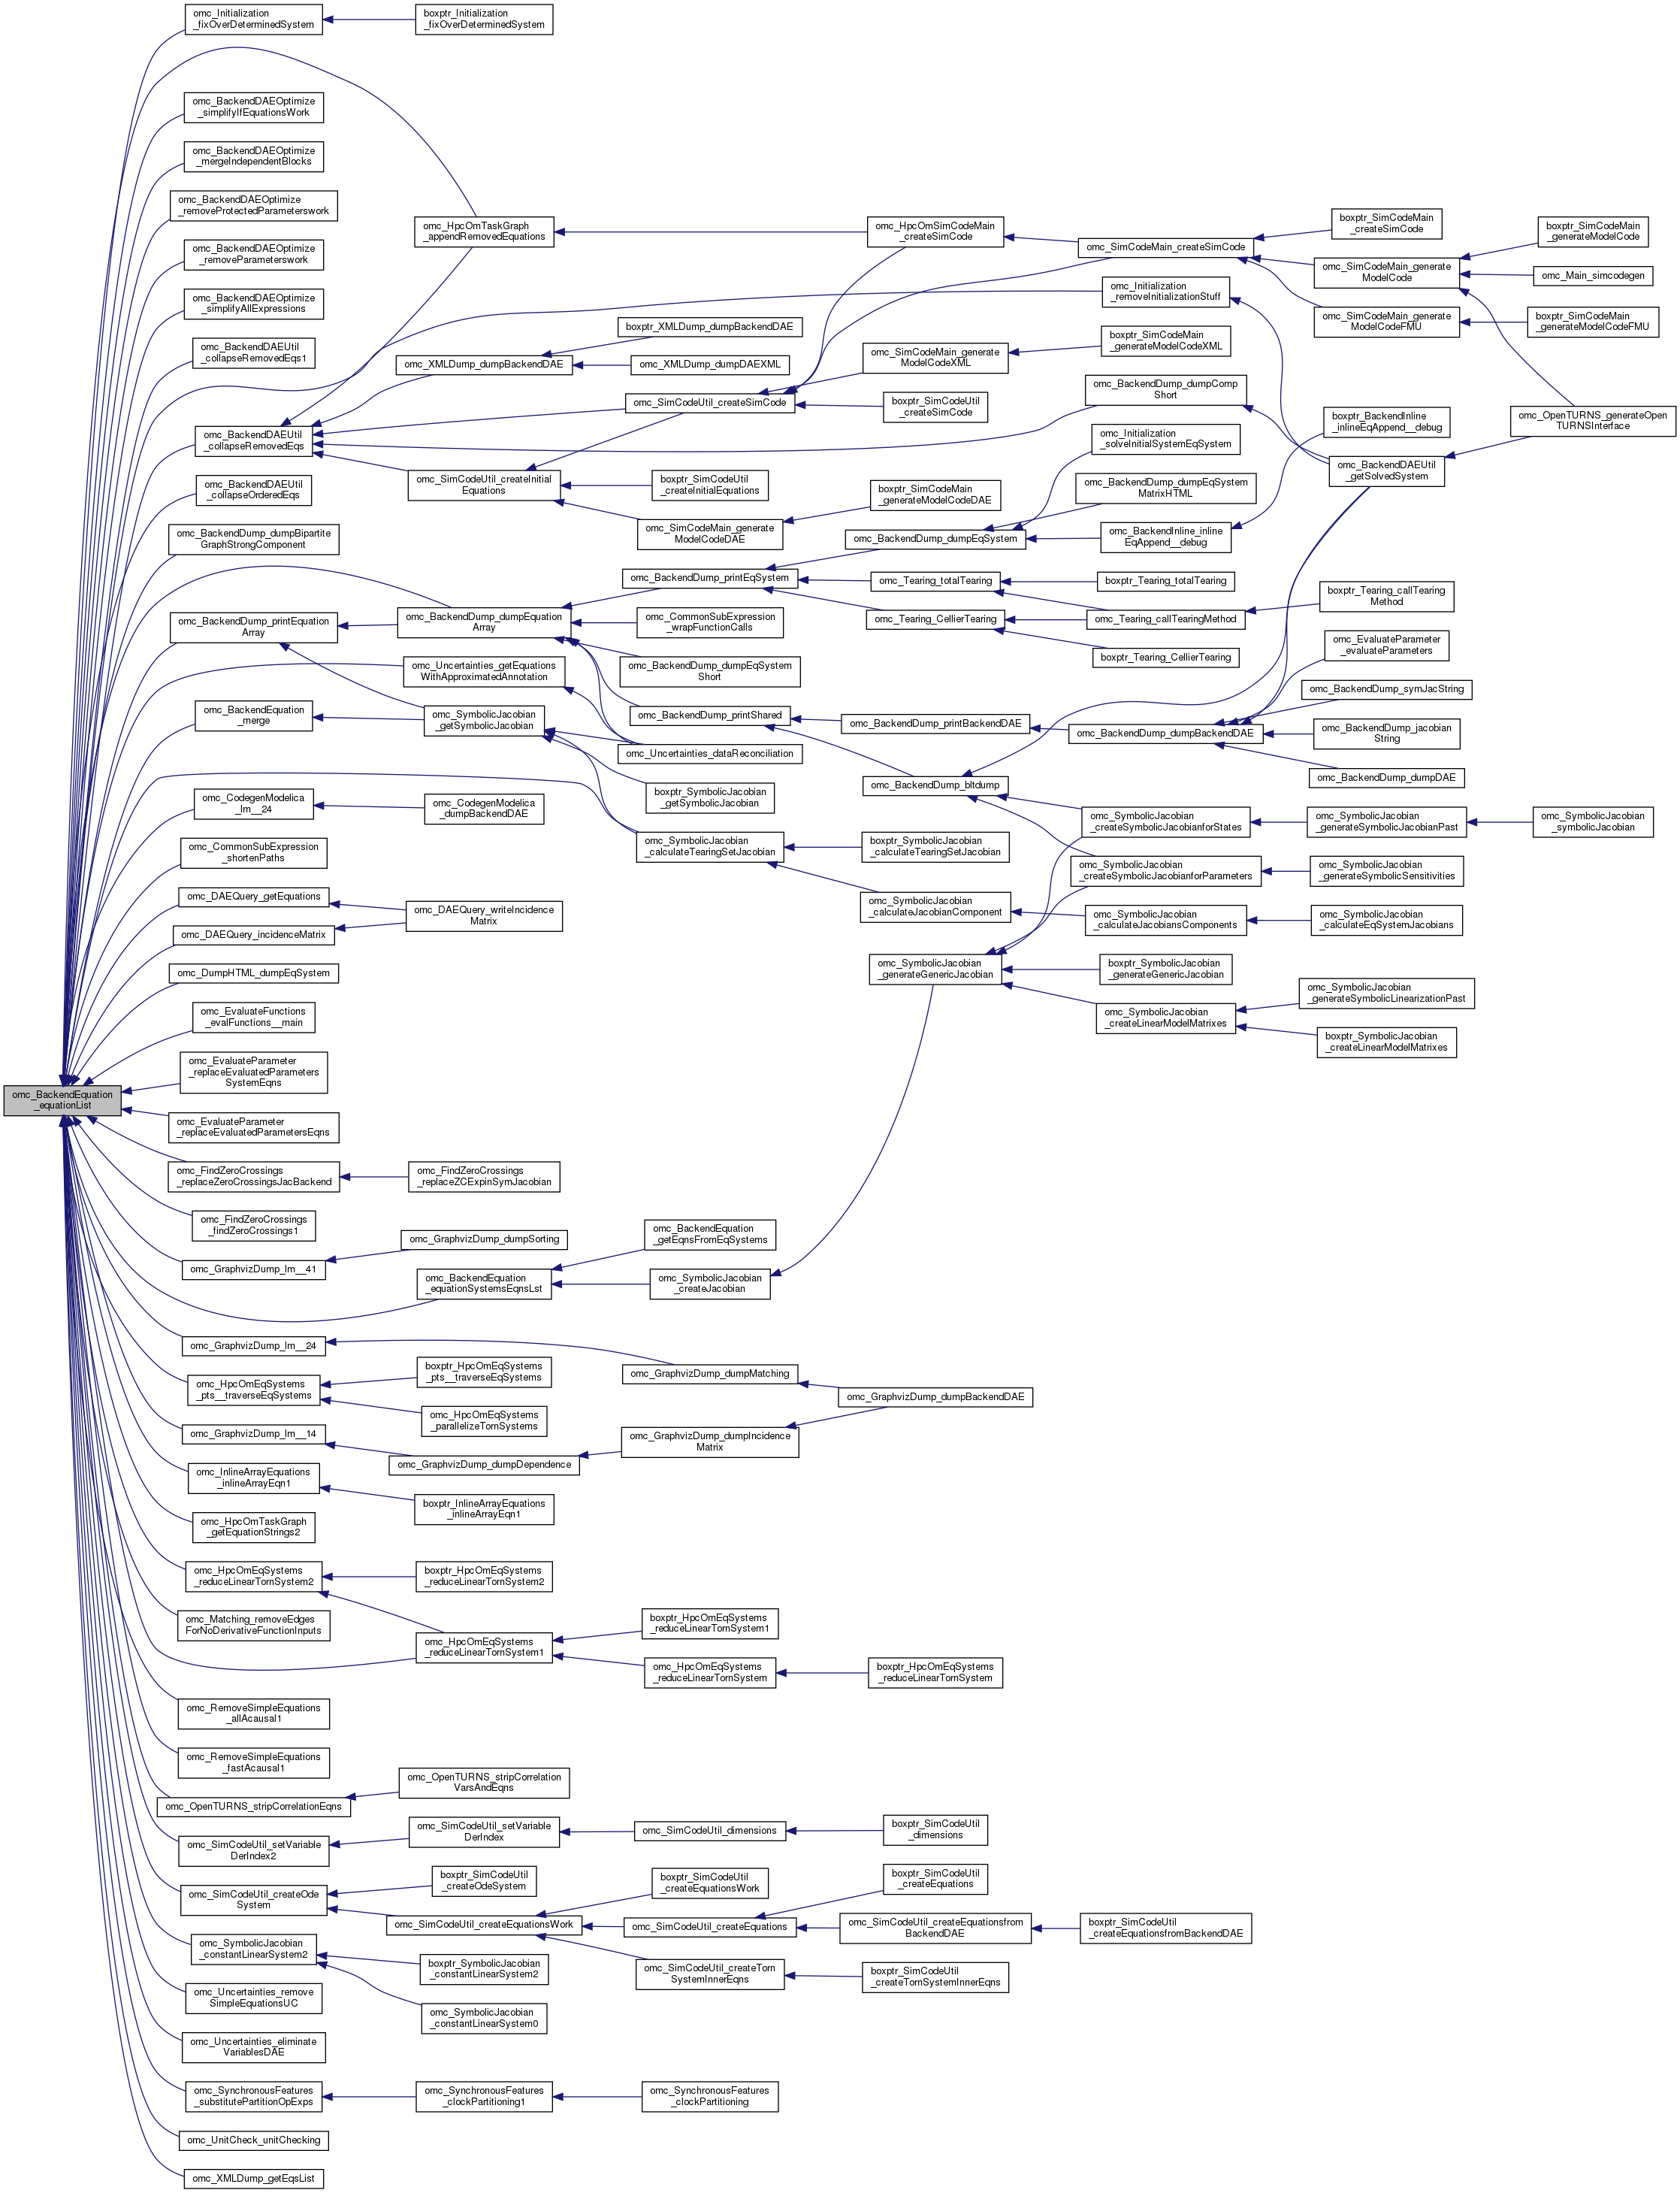 omc_Initialization
_fixOverDeterminedSystem
boxptr_Initialization
_fixOverDeterminedSystem
omc_BackendDAEOptimize
_simplifyIfEquationsWork
omc_BackendDAEOptimize
_mergeIndependentBlocks
omc_BackendDAEOptimize
_removeProtectedParameterswork
omc_BackendDAEOptimize
_removeParameterswork
omc_BackendDAEOptimize
_simplifyAllExpressions
omc_BackendDAEUtil
_collapseRemovedEqs1
omc_BackendDAEUtil
_collapseRemovedEqs
omc_BackendDAEUtil
_collapseOrderedEqs
omc_BackendDump_dumpBipartite
GraphStrongComponent
omc_BackendDump_printEquation
Array
omc_BackendEquation
_merge
omc_CodegenModelica
_lm__24
omc_CommonSubExpression
_shortenPaths
omc_DAEQuery_getEquations
omc_DAEQuery_incidenceMatrix
omc_DumpHTML_dumpEqSystem
omc_EvaluateFunctions
_evalFunctions__main
omc_EvaluateParameter
_replaceEvaluatedParameters
SystemEqns
omc_BackendEquation
_equationList
omc_EvaluateParameter
_replaceEvaluatedParametersEqns
omc_FindZeroCrossings
_replaceZeroCrossingsJacBackend
omc_FindZeroCrossings
_findZeroCrossings1
omc_GraphvizDump_lm__41
omc_GraphvizDump_lm__24
omc_HpcOmEqSystems
_pts__traverseEqSystems
omc_GraphvizDump_lm__14
omc_InlineArrayEquations
_inlineArrayEqn1
omc_HpcOmTaskGraph
_getEquationStrings2
omc_HpcOmEqSystems
_reduceLinearTornSystem2
omc_Matching_removeEdges
ForNoDerivativeFunctionInputs
omc_RemoveSimpleEquations
_allAcausal1
omc_RemoveSimpleEquations
_fastAcausal1
omc_OpenTURNS_stripCorrelationEqns
omc_SimCodeUtil_setVariable
DerIndex2
omc_SimCodeUtil_createOde
System
omc_SymbolicJacobian
_constantLinearSystem2
omc_Uncertainties_remove
SimpleEquationsUC
omc_Uncertainties_eliminate
VariablesDAE
omc_SynchronousFeatures
_substitutePartitionOpExps
omc_UnitCheck_unitChecking
omc_XMLDump_getEqsList
omc_HpcOmTaskGraph
_appendRemovedEquations
omc_XMLDump_dumpBackendDAE
omc_SimCodeUtil_createInitial
Equations
omc_BackendDump_dumpEquation
Array
omc_Uncertainties_getEquations
WithApproximatedAnnotation
omc_SymbolicJacobian
_getSymbolicJacobian
omc_CodegenModelica
_dumpBackendDAE
omc_DAEQuery_writeIncidence
Matrix
omc_FindZeroCrossings
_replaceZCExpinSymJacobian
omc_GraphvizDump_dumpSorting
omc_BackendEquation
_equationSystemsEqnsLst
boxptr_HpcOmEqSystems
_pts__traverseEqSystems
omc_HpcOmEqSystems
_parallelizeTornSystems
omc_GraphvizDump_dumpDependence
boxptr_InlineArrayEquations
_inlineArrayEqn1
boxptr_HpcOmEqSystems
_reduceLinearTornSystem2
omc_HpcOmEqSystems
_reduceLinearTornSystem1
omc_OpenTURNS_stripCorrelation
VarsAndEqns
omc_SimCodeUtil_setVariable
DerIndex
boxptr_SimCodeUtil
_createOdeSystem
omc_SimCodeUtil_createEquationsWork
boxptr_SymbolicJacobian
_constantLinearSystem2
omc_SymbolicJacobian
_constantLinearSystem0
omc_SynchronousFeatures
_clockPartitioning1
boxptr_XMLDump_dumpBackendDAE
omc_XMLDump_dumpDAEXML
omc_SimCodeUtil_createSimCode
boxptr_SimCodeUtil
_createInitialEquations
omc_SimCodeMain_generate
ModelCodeDAE
omc_BackendDump_printEqSystem
omc_CommonSubExpression
_wrapFunctionCalls
omc_BackendDump_dumpEqSystem
Short
omc_BackendDump_printShared
omc_Uncertainties_dataReconciliation
boxptr_SymbolicJacobian
_getSymbolicJacobian
omc_SymbolicJacobian
_calculateTearingSetJacobian
omc_BackendEquation
_getEqnsFromEqSystems
omc_SymbolicJacobian
_createJacobian
omc_GraphvizDump_dumpMatching
omc_GraphvizDump_dumpIncidence
Matrix
boxptr_HpcOmEqSystems
_reduceLinearTornSystem1
omc_HpcOmEqSystems
_reduceLinearTornSystem
omc_SimCodeUtil_dimensions
boxptr_SimCodeUtil
_createEquationsWork
omc_SimCodeUtil_createEquations
omc_SimCodeUtil_createTorn
SystemInnerEqns
omc_SynchronousFeatures
_clockPartitioning
omc_HpcOmSimCodeMain
_createSimCode
omc_SimCodeMain_generate
ModelCodeXML
boxptr_SimCodeUtil
_createSimCode
boxptr_SimCodeMain
_generateModelCodeDAE
omc_BackendDump_dumpEqSystem
omc_Tearing_totalTearing
omc_Tearing_CellierTearing
omc_BackendDump_printBackendDAE
omc_BackendDump_bltdump
boxptr_SymbolicJacobian
_calculateTearingSetJacobian
omc_SymbolicJacobian
_calculateJacobianComponent
omc_SymbolicJacobian
_generateGenericJacobian
omc_GraphvizDump_dumpBackendDAE
boxptr_HpcOmEqSystems
_reduceLinearTornSystem
boxptr_SimCodeUtil
_dimensions
boxptr_SimCodeUtil
_createEquations
omc_SimCodeUtil_createEquationsfrom
BackendDAE
boxptr_SimCodeUtil
_createTornSystemInnerEqns
omc_SimCodeMain_createSimCode
omc_Initialization
_removeInitializationStuff
boxptr_SimCodeMain
_generateModelCodeXML
omc_BackendDump_dumpComp
Short
omc_Initialization
_solveInitialSystemEqSystem
omc_BackendDump_dumpEqSystem
MatrixHTML
omc_BackendInline_inline
EqAppend__debug
boxptr_Tearing_totalTearing
omc_Tearing_callTearingMethod
boxptr_Tearing_CellierTearing
omc_BackendDump_dumpBackendDAE
omc_SymbolicJacobian
_createSymbolicJacobianforStates
omc_SymbolicJacobian
_createSymbolicJacobianforParameters
omc_SymbolicJacobian
_calculateJacobiansComponents
boxptr_SymbolicJacobian
_generateGenericJacobian
omc_SymbolicJacobian
_createLinearModelMatrixes
boxptr_SimCodeUtil
_createEquationsfromBackendDAE
boxptr_SimCodeMain
_createSimCode
omc_SimCodeMain_generate
ModelCode
omc_SimCodeMain_generate
ModelCodeFMU
boxptr_BackendInline
_inlineEqAppend__debug
omc_BackendDAEUtil
_getSolvedSystem
boxptr_Tearing_callTearing
Method
omc_EvaluateParameter
_evaluateParameters
omc_BackendDump_symJacString
omc_BackendDump_jacobian
String
omc_BackendDump_dumpDAE
omc_SymbolicJacobian
_generateSymbolicJacobianPast
omc_SymbolicJacobian
_generateSymbolicSensitivities
omc_SymbolicJacobian
_calculateEqSystemJacobians
omc_SymbolicJacobian
_generateSymbolicLinearizationPast
boxptr_SymbolicJacobian
_createLinearModelMatrixes
boxptr_SimCodeMain
_generateModelCode
omc_Main_simcodegen
boxptr_SimCodeMain
_generateModelCodeFMU
omc_OpenTURNS_generateOpen
TURNSInterface
omc_SymbolicJacobian
_symbolicJacobian